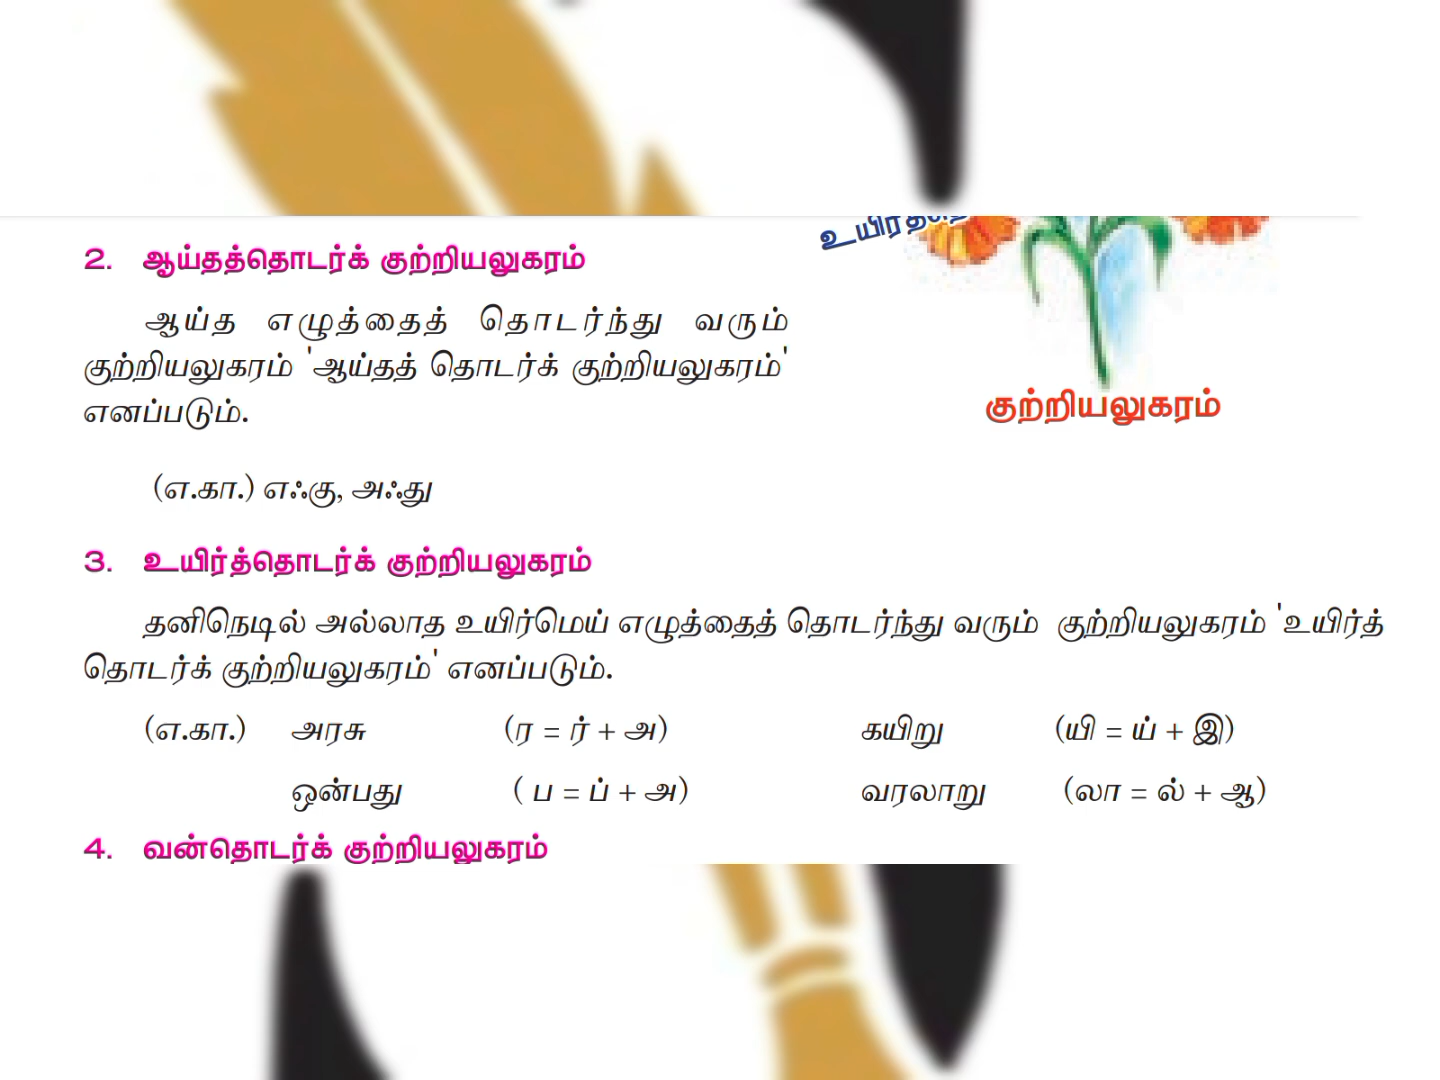 2. ஆய்தத்தொடர்க் குற்றியலுகரம்
ஆய்த எழுத்தைத் தொடர்ந்து வரும்
குற்றியலுகரம் 'ஆய்தத் தொடர்க் குற்றியலுகரம்'
எனப்படும்.
(எ.கா.) எஃகு, அஃது
குற்றியலுகரம்
3. உயிர்த்தொடர்க் குற்றியலுகரம்
தனிநெடில் அல்லாத உயிர்மெய் எழுத்தைத் தொடர்ந்து வரும் குற்றியலுகரம் 'உயிர்த்
தொடர்க் குற்றியலுகரம்' எனப்படும்.
(எ.கா.) அரசு (ர = ர் + அ) கயிறு (யி = ய் + இ)
ஒன்பது ( ப = ப் + அ) வரலாறு (லா = ல் + ஆ)
4. வன்தொடர்க் குற்றியலுகரம்